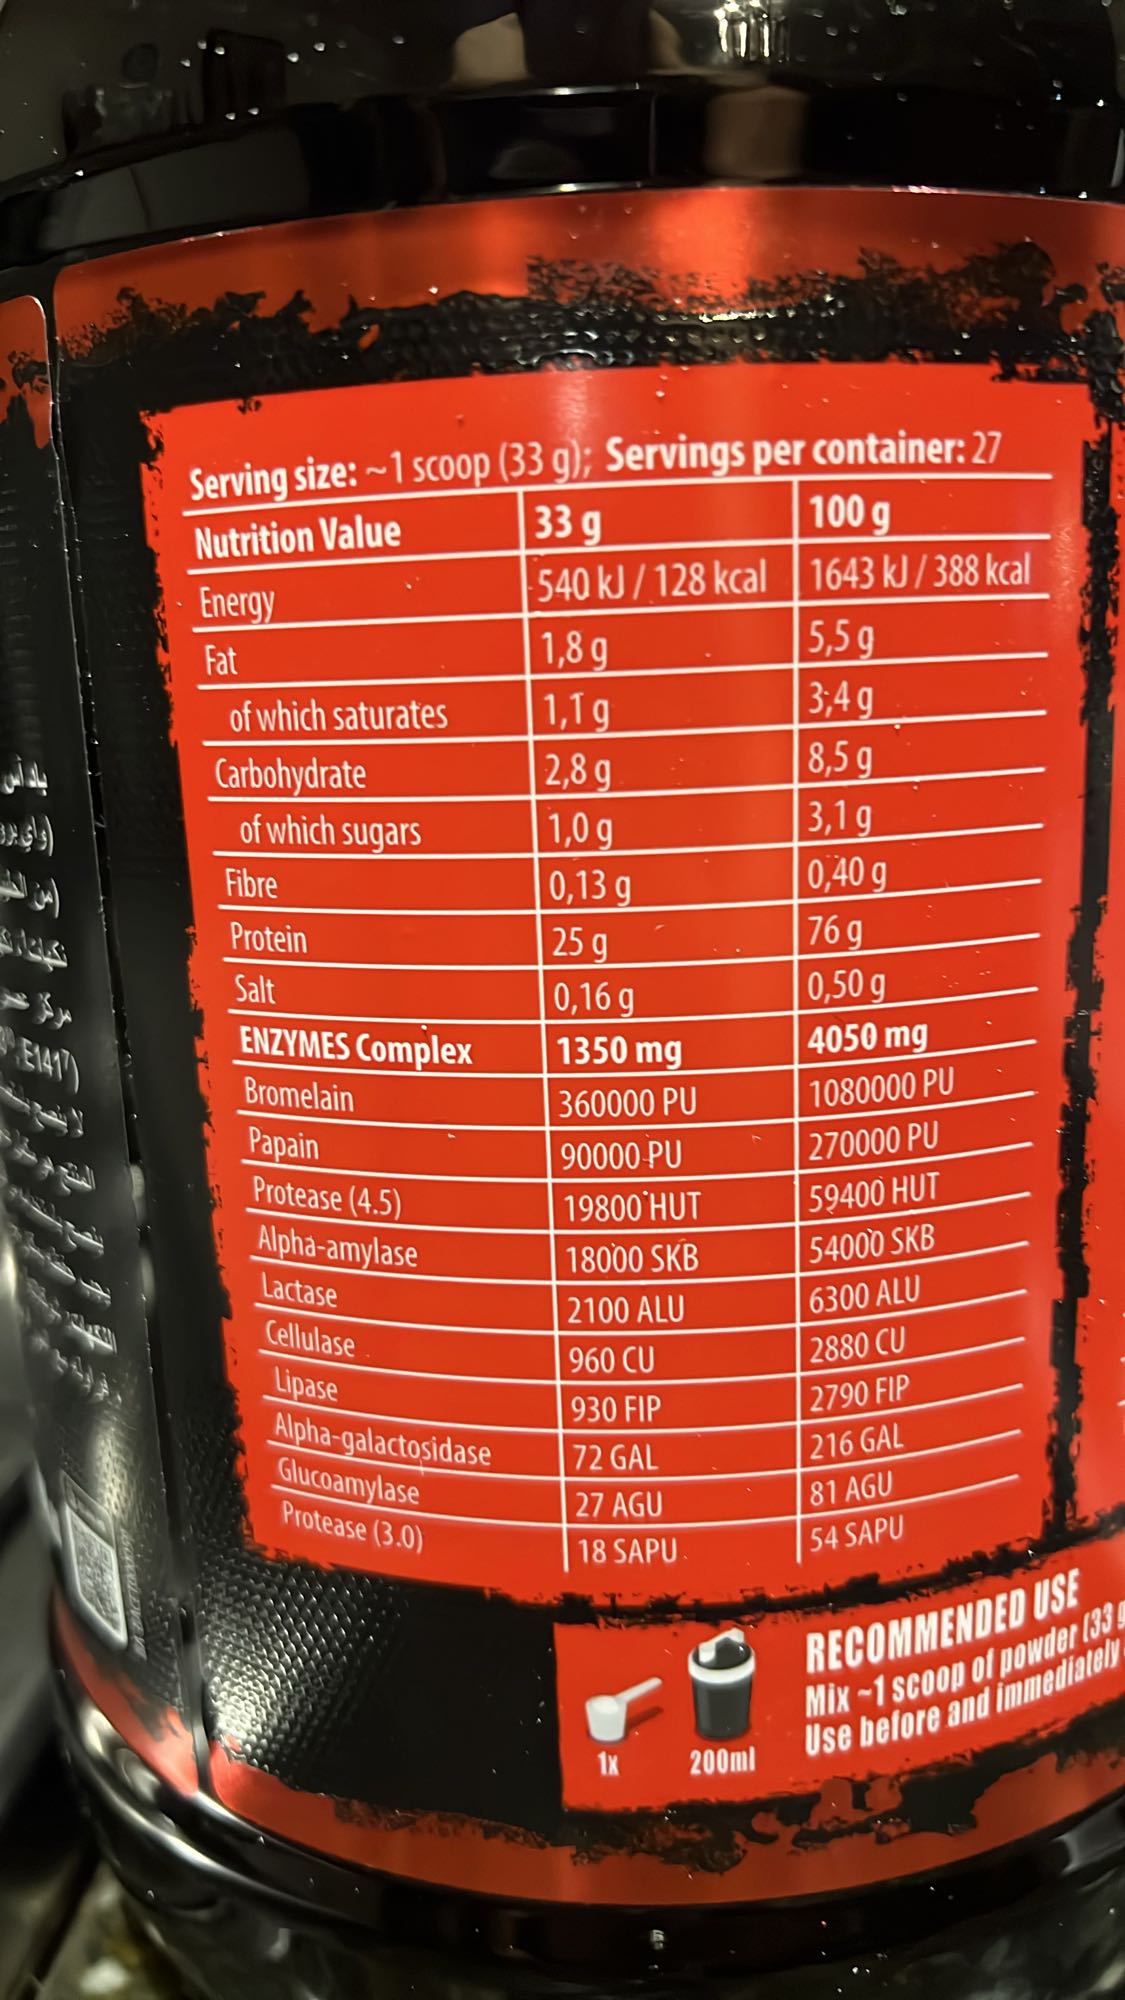 Serving size: ~1 scoop (33 g); Servings per container: 27
Nutrition Value 33 g 100 g
Energy 540 kJ / 128 kcal 1643 kJ / 388 kcal
Fat 1,8 g 5,5 g
of which saturates 1,1 g 3,4 g
Carbohydrate 2,8 g 8,5 g
of which sugars 1,0 g 3,1 g
Fibre 0,13 g 0,40 g
Protein 25 g 76 g
Salt 0,16 g 0,50 g
ENZYMES Complex 1350 mg 4050 mg
Bromelain 360000 PU 1080000 PU
Papain 90000 PU 270000 PU
Protease (4.5) 19800 HUT 59400 HUT
Alpha-amylase 18000 SKB 54000 SKB
Lactase 2100 ALU 6300 ALU
Cellulase 960 CU 2880 CU
Lipase 930 FIP 2790 FIP
Alpha-galactosidase 72 GAL 216 GAL
Glucoamylase 27 AGU 81 AGU
Protease (3.0) 18 SAPU 54 SAPU
RECOMMENDED USE
Mix ~1 scoop of powder (33 g
Use before and immediately
1x 200ml
E1417)